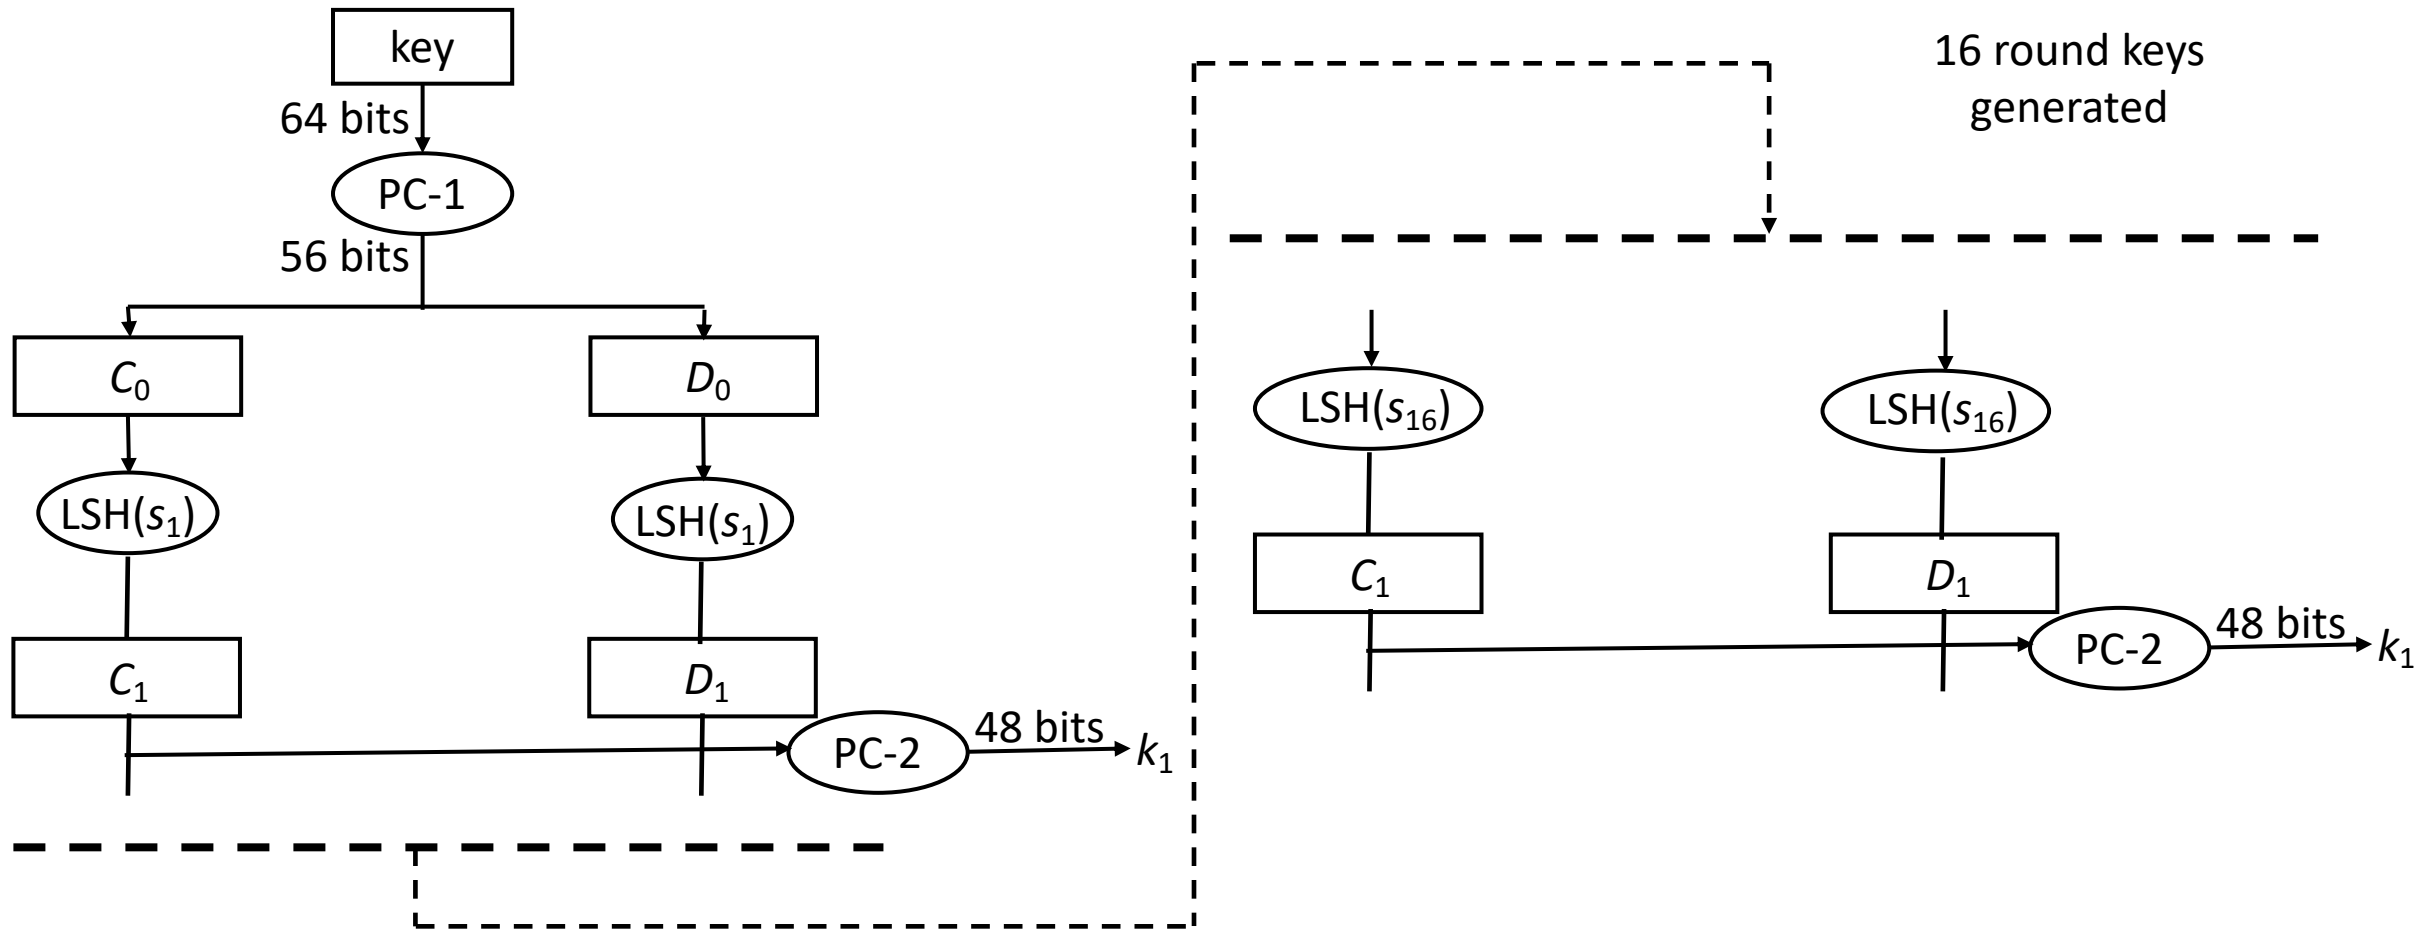 key
64 bits
PC-1
56 bits
C₀
D₀
LSH(s₁)
LSH(s₁)
C₁
D₁
PC-2
48 bits
k₁
16 round keys
generated
LSH(s₁₆)
LSH(s₁₆)
C₁
D₁
PC-2
48 bits
k₁